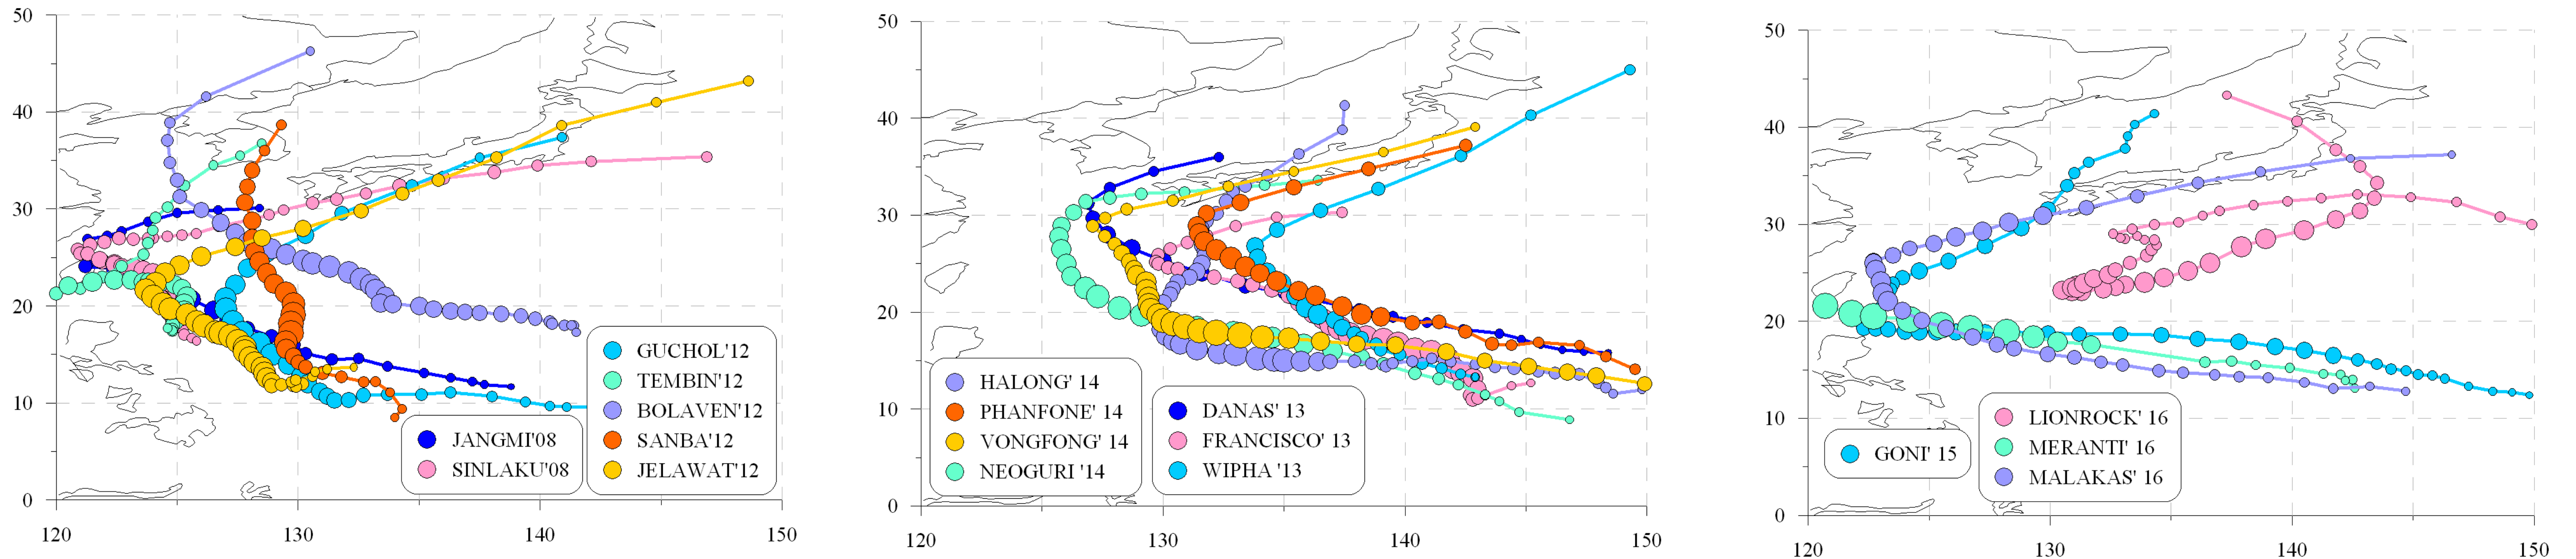 50
40
30
20
10
0
120
130
140
150
JANGMI'08
SINLAKU'08
GUCHOL'12
TEMBIN'12
BOLAVEN'12
SANBA'12
JELAWAT'12
50
40
30
20
10
0
120
130
140
150
HALONG' 14
PHANFONE' 14
VONGFONG' 14
NEOGURI '14
DANAS' 13
FRANCISCO' 13
WIPHA '13
50
40
30
20
10
0
120
130
140
150
GONI' 15
LIONROCK' 16
MERANTI' 16
MALAKAS' 16